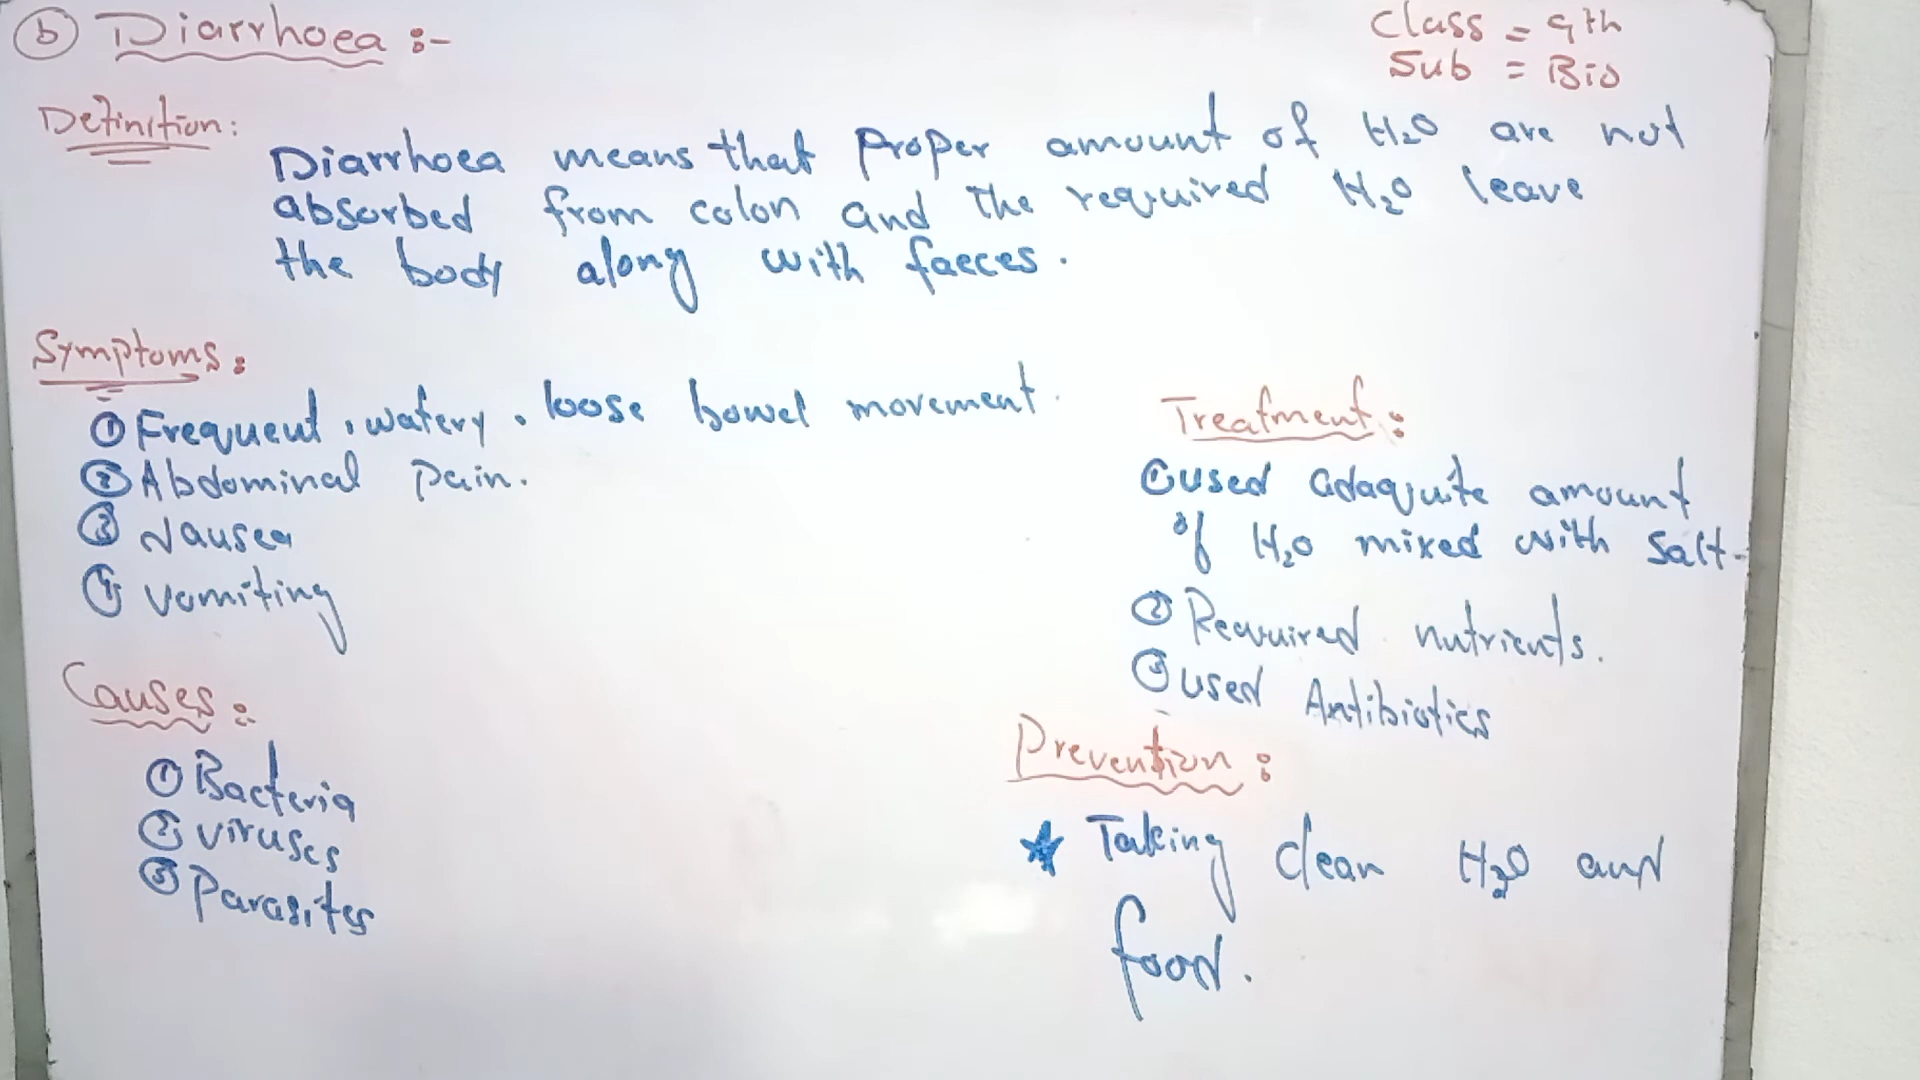 (b) Diarrhoea :-
Class = 9th
Sub = Bio
Definition:
Diarrhoea means that proper amount of H₂O are not
absorbed from colon and the required H₂O leave
the body along with faeces.
Symptoms:
① Frequent, watery, loose bowel movement.
② Abdominal Pain.
③ Nausea
④ vomiting
Causes:
① Bacteria
② viruses
③ Parasites
Treatment:
① used adaquite amount
of H₂O mixed with salt.
② Required nutrients.
③ used Antibiotics
Prevention:
★ Taking clean H₂O and
food.